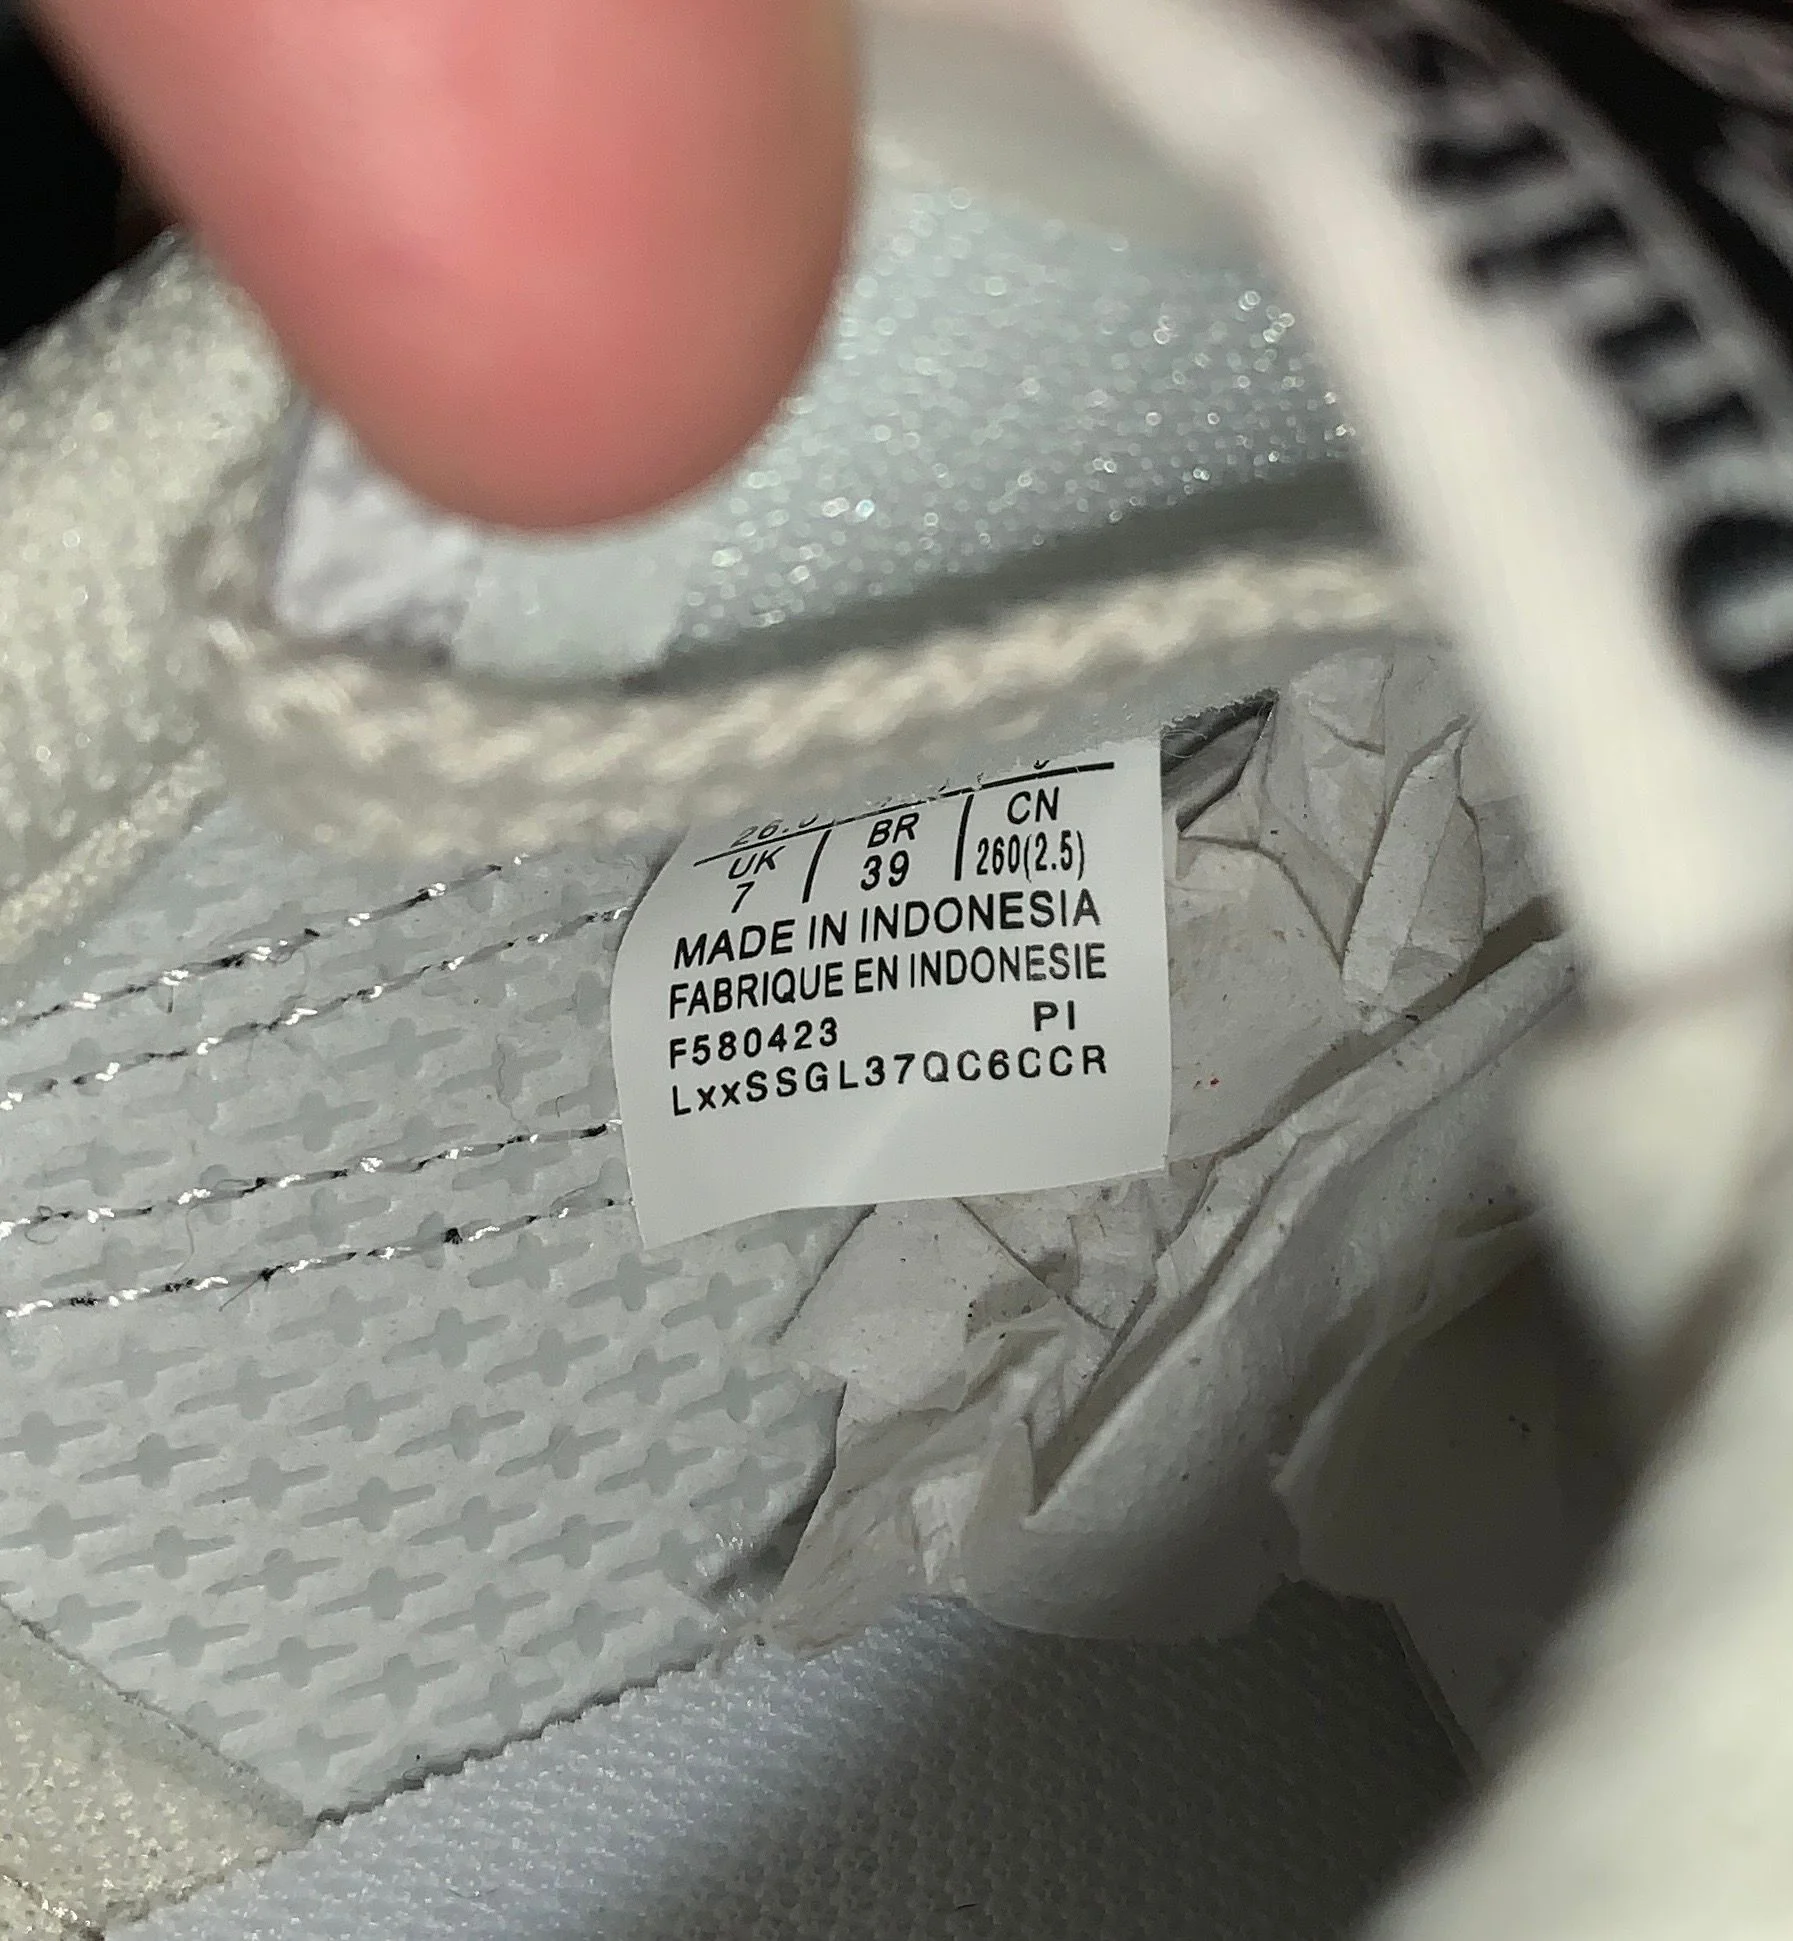 UK BR CN
7 39 260(2.5)
MADE IN INDONESIA
FABRIQUE EN INDONESIE
F580423 PI
LxxSSGL37QC6CCR